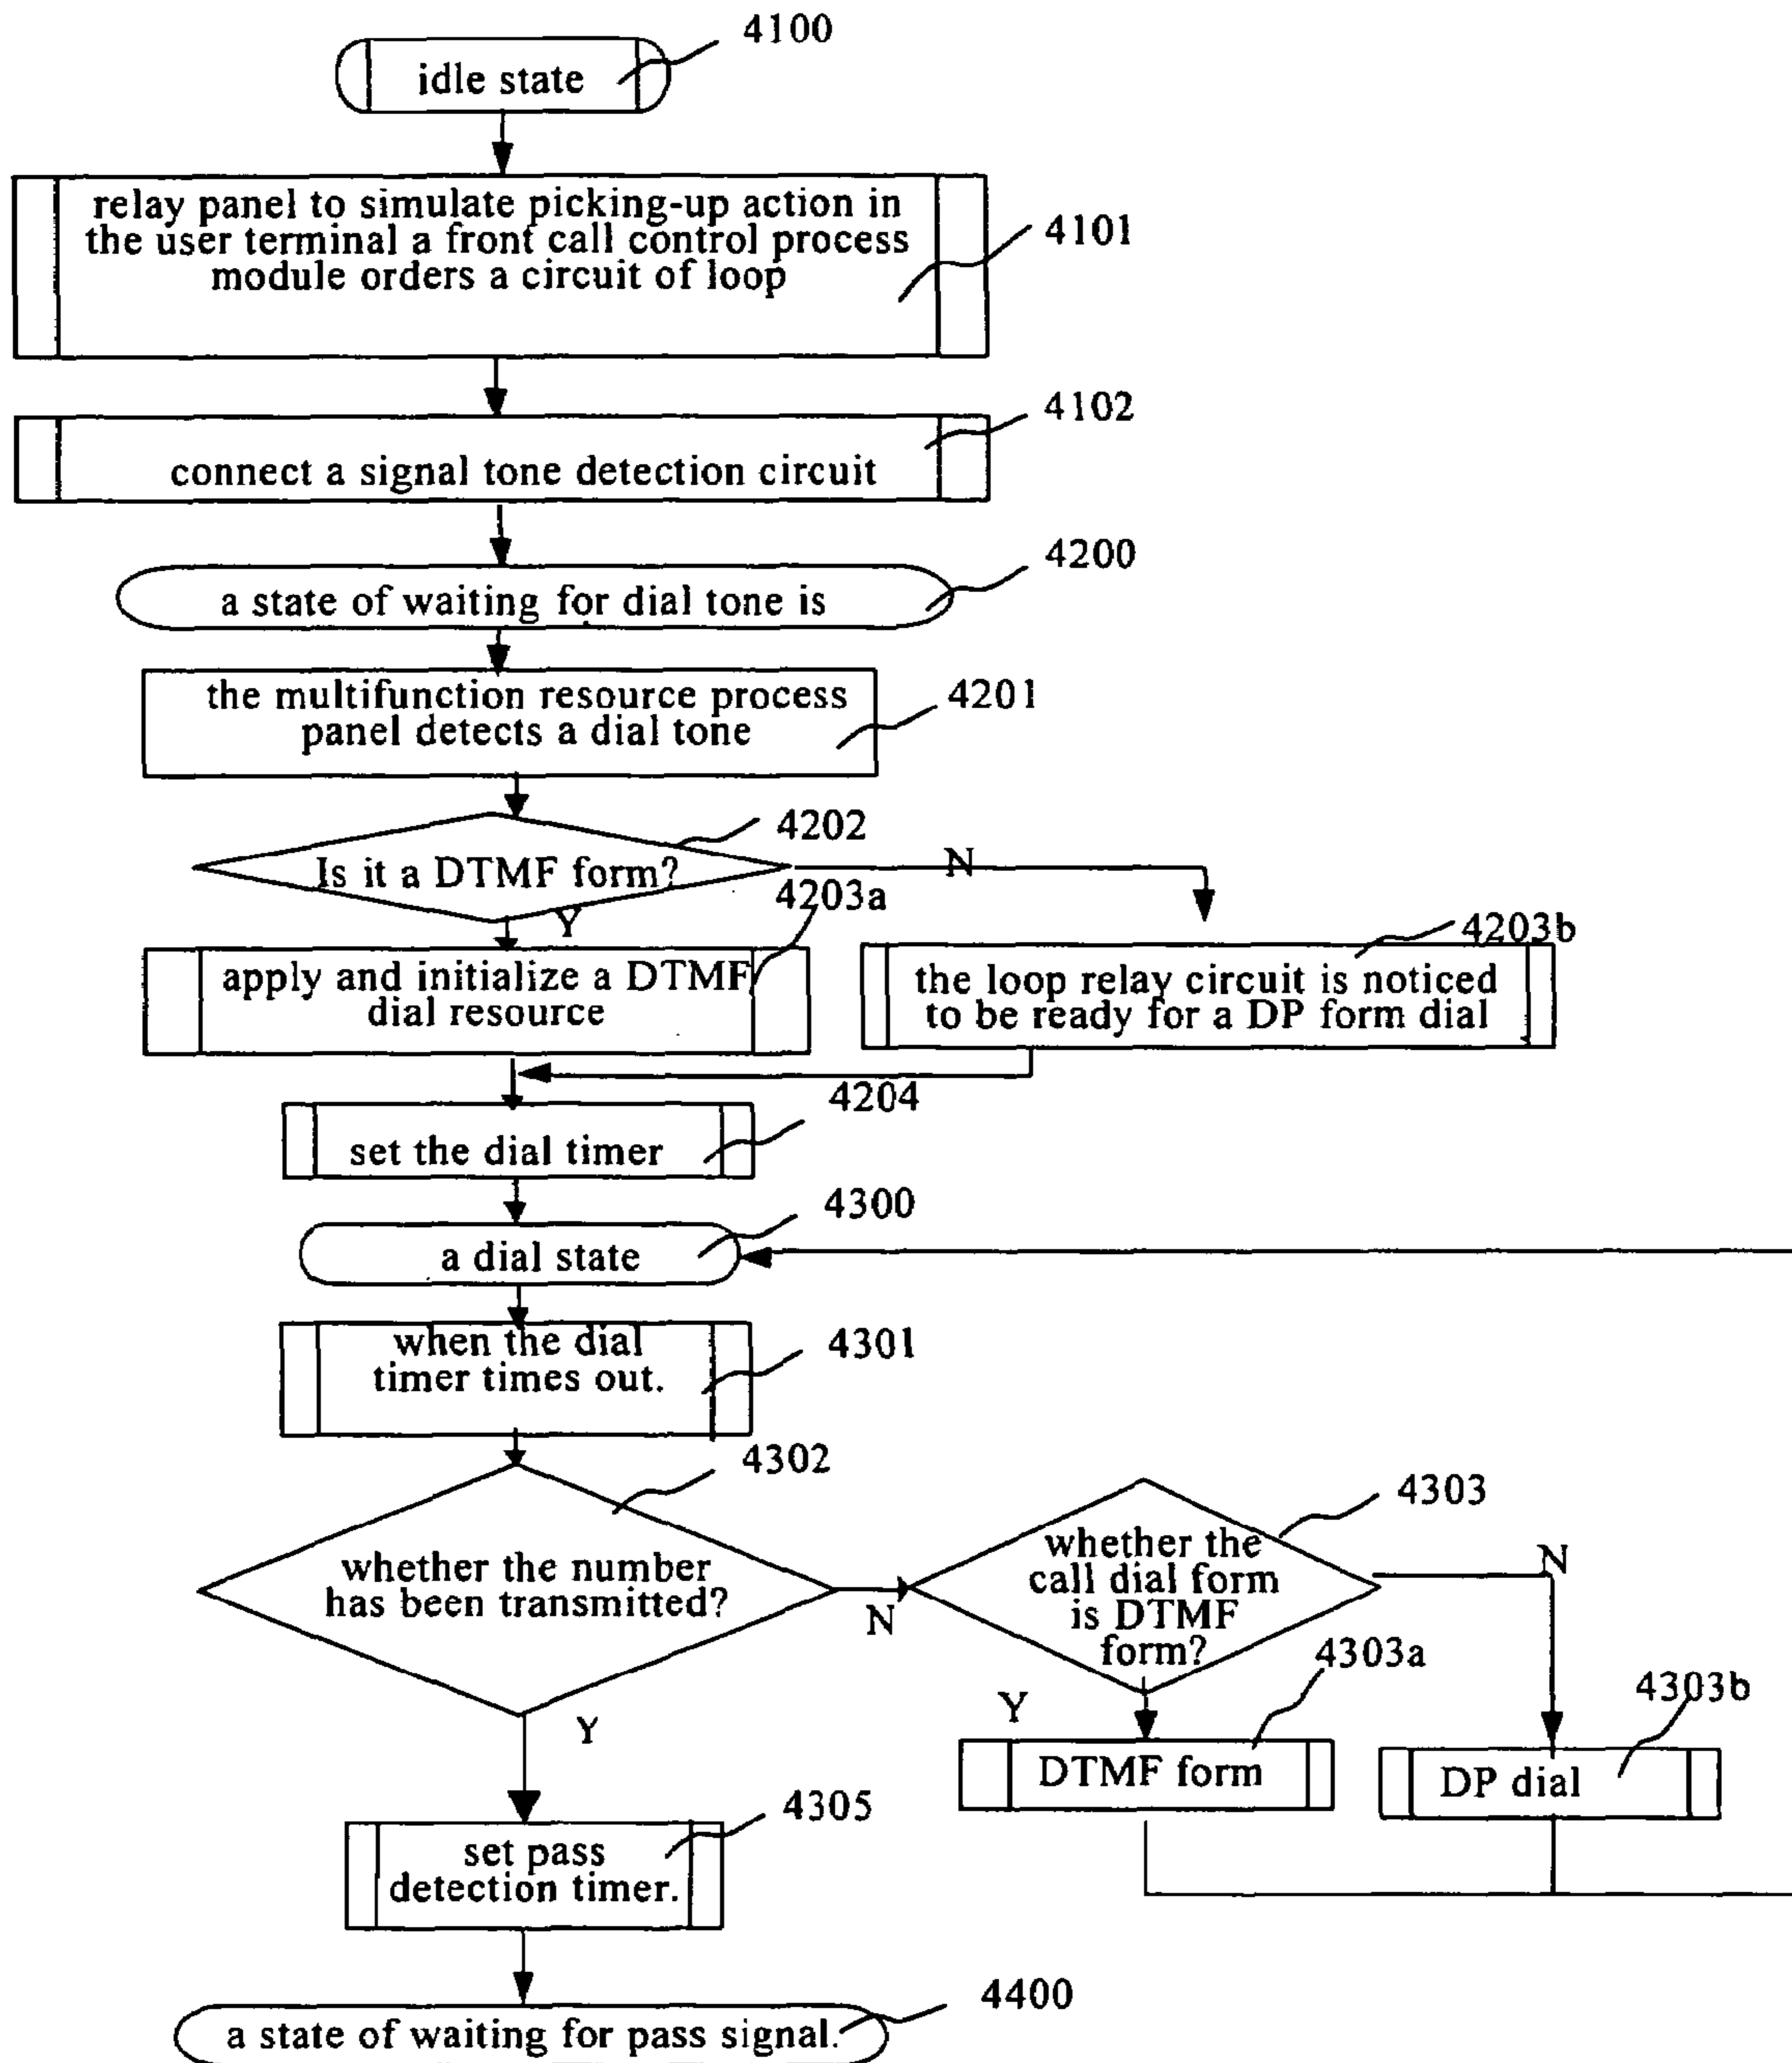 4100
idle state
relay panel to simulate picking-up action in
the user terminal a front call control process
module orders a circuit of loop
4101
4102
connect a signal tone detection circuit
4200
a state of waiting for dial tone is
the multifunction resource process
panel detects a dial tone
4201
4202
Is it a DTMF form?
N
Y
4203a
4203b
apply and initialize a DTMF
dial resource
the loop relay circuit is noticed
to be ready for a DP form dial
4204
set the dial timer
4300
a dial state
when the dial
timer times out.
4301
4302
whether the number
has been transmitted?
N
Y
4303
whether the
call dial form
is DTMF
form?
N
Y
4303a
DTMF form
4303b
DP dial
4305
set pass
detection timer.
4400
a state of waiting for pass signal.